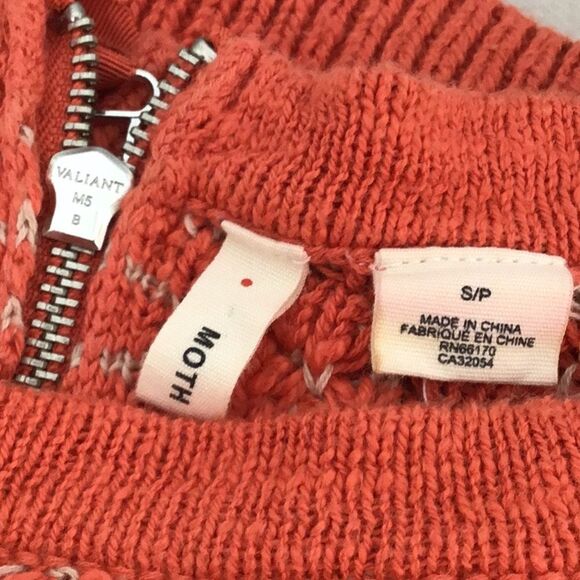 VALIANT
M5
B
MOTH
S/P
MADE IN CHINA
FABRIQUÉ EN CHINE
RN66170
CA32054